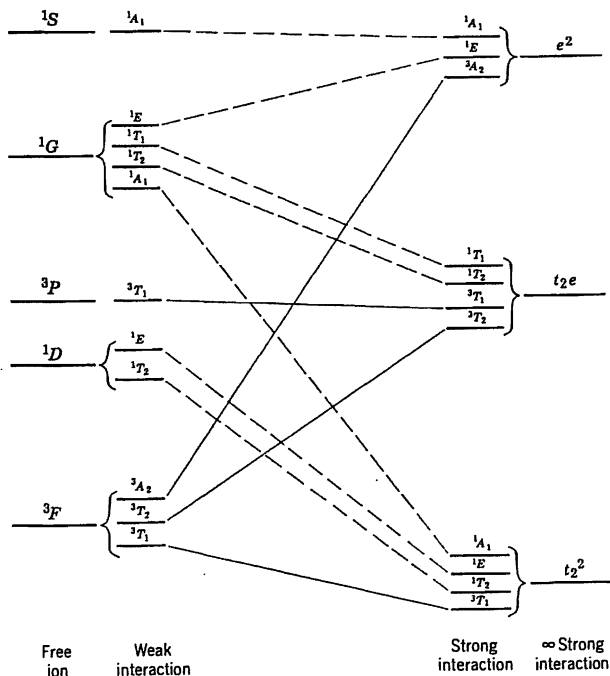 ¹S
¹A₁
¹A₁
¹E
³A₂
e²
¹G
¹E
¹T₁
¹T₂
¹A₁
¹T₁
¹T₂
³T₁
³T₂
t₂e
³P
³T₁
¹D
¹E
¹T₂
³F
³A₂
³T₂
³T₁
¹A₁
¹E
¹T₂
³T₁
t₂²
Free
ion
Weak
interaction
Strong
interaction
∞ Strong
interaction